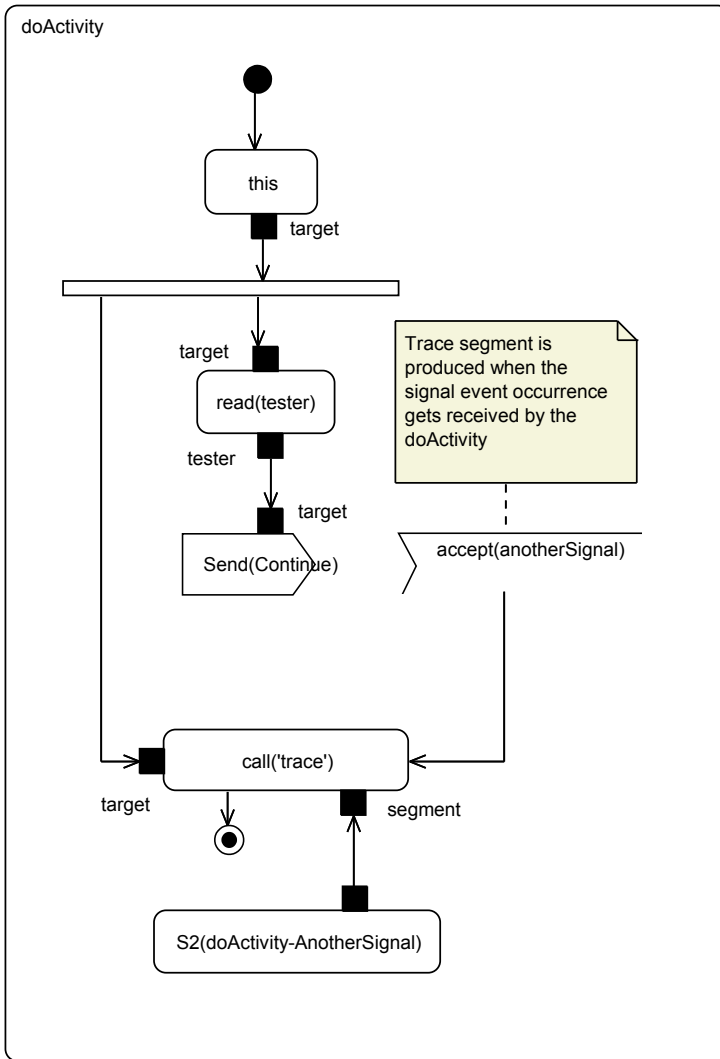 doActivity
this
target
target
read(tester)
tester
target
Send(Continue)
Trace segment is
produced when the
signal event occurrence
gets received by the
doActivity
accept(anotherSignal)
call('trace')
target
segment
S2(doActivity-AnotherSignal)